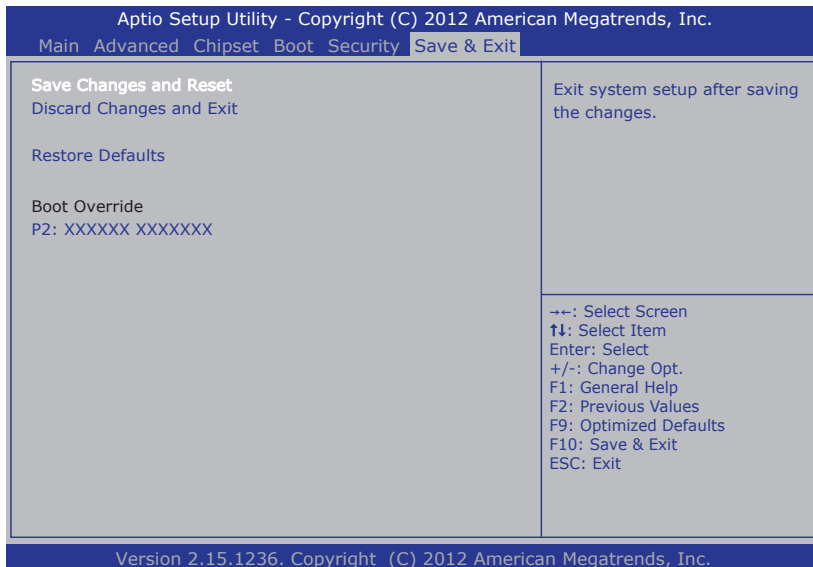 Aptio Setup Utility - Copyright (C) 2012 American Megatrends, Inc.
Main Advanced Chipset Boot Security Save & Exit
Save Changes and Reset
Discard Changes and Exit
Restore Defaults
Boot Override
P2: XXXXXX XXXXXXX
Exit system setup after saving
the changes.
→←: Select Screen
↑↓: Select Item
Enter: Select
+/-: Change Opt.
F1: General Help
F2: Previous Values
F9: Optimized Defaults
F10: Save & Exit
ESC: Exit
Version 2.15.1236. Copyright (C) 2012 American Megatrends, Inc.